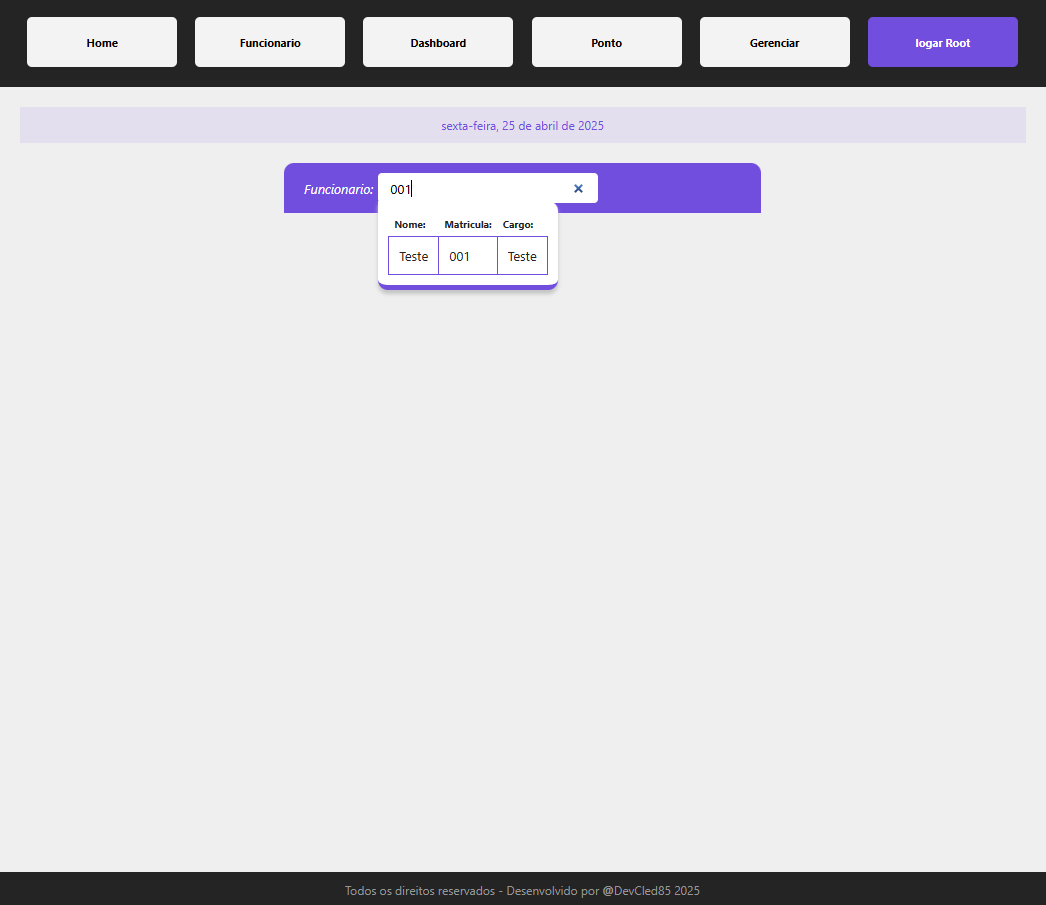 Home Funcionario Dashboard Ponto Gerenciar logar Root
sexta-feira, 25 de abril de 2025
Funcionario: 001 ×
Nome: Matricula: Cargo:
Teste 001 Teste
Todos os direitos reservados - Desenvolvido por @DevCled85 2025